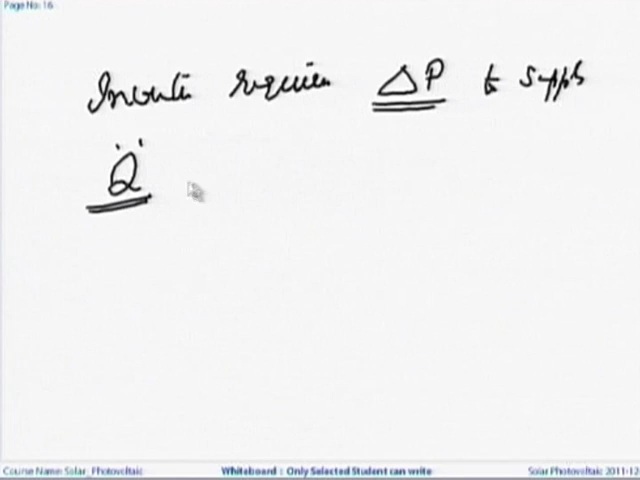 Page No: 16
Inverter requires ΔP to supply
Q
Course Name: Solar_Photovoltaic
Whiteboard : Only Selected Student can write
Solar Photovoltaic 2011-12